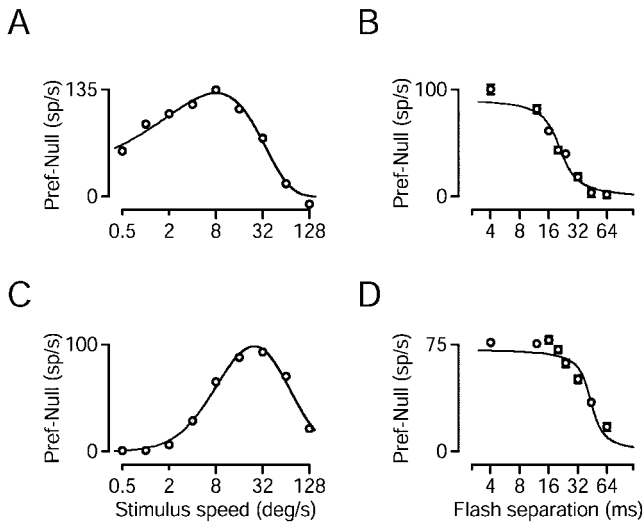 A
B
Pref-Null (sp/s)
135
0
0.5 2 8 32 128
Pref-Null (sp/s)
100
0
4 8 16 32 64
C
D
Pref-Null (sp/s)
100
0
0.5 2 8 32 128
Stimulus speed (deg/s)
Pref-Null (sp/s)
75
0
4 8 16 32 64
Flash separation (ms)